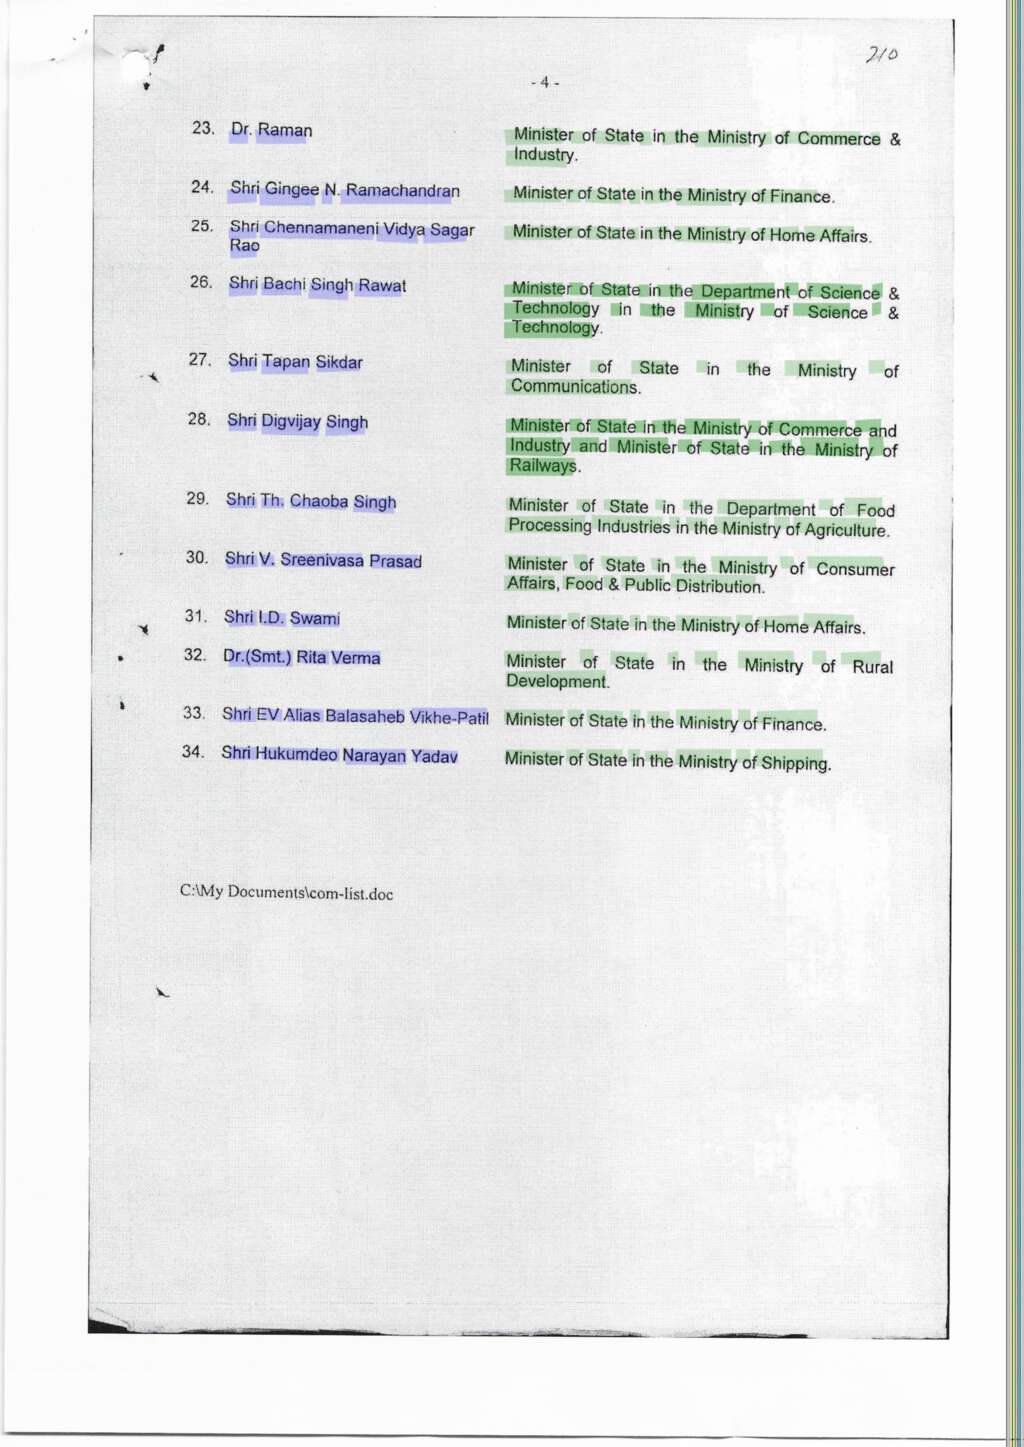 210
- 4 -
23. Dr. Raman Minister of State in the Ministry of Commerce &
Industry.
24. Shri Gingee N. Ramachandran Minister of State in the Ministry of Finance.
25. Shri Chennamaneni Vidya Sagar Minister of State in the Ministry of Home Affairs.
Rao
26. Shri Bachi Singh Rawat Minister of State in the Department of Science &
Technology in the Ministry of Science &
Technology.
27. Shri Tapan Sikdar Minister of State in the Ministry of
Communications.
28. Shri Digvijay Singh Minister of State in the Ministry of Commerce and
Industry and Minister of State in the Ministry of
Railways.
29. Shri Th. Chaoba Singh Minister of State in the Department of Food
Processing Industries in the Ministry of Agriculture.
30. Shri V. Sreenivasa Prasad Minister of State in the Ministry of Consumer
Affairs, Food & Public Distribution.
31. Shri I.D. Swami Minister of State in the Ministry of Home Affairs.
32. Dr.(Smt.) Rita Verma Minister of State in the Ministry of Rural
Development.
33. Shri EV Alias Balasaheb Vikhe-Patil Minister of State in the Ministry of Finance.
34. Shri Hukumdeo Narayan Yadav Minister of State in the Ministry of Shipping.
C:\My Documents\com-list.doc